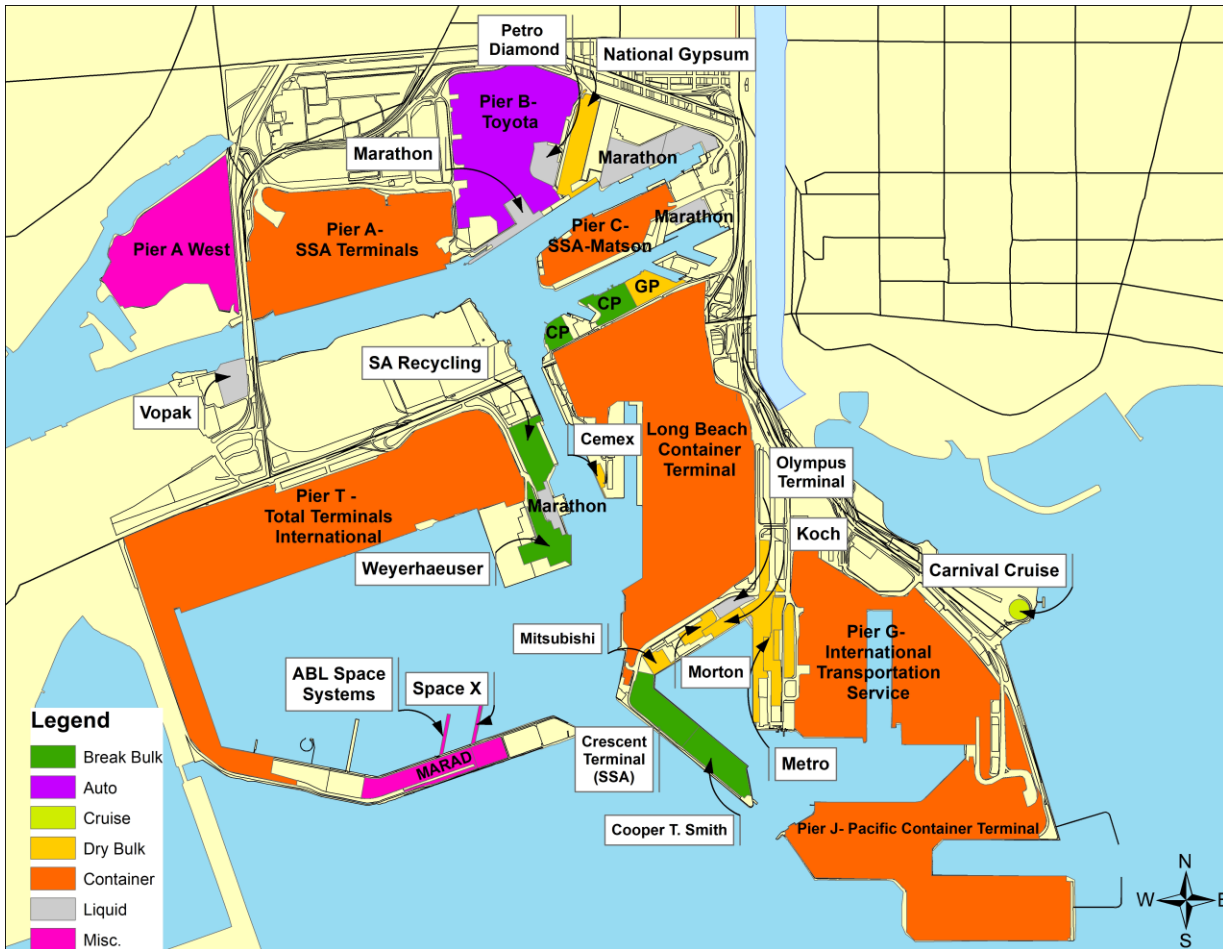 Petro
Diamond
National Gypsum
Pier B-
Toyota
Marathon
Marathon
Pier A West
Pier A-
SSA Terminals
Pier C-
SSA-Matson
Marathon
GP
CP
CP
SA Recycling
Vopak
Cemex
Long Beach
Container
Terminal
Olympus
Terminal
Pier T -
Total Terminals
International
Marathon
Koch
Weyerhaeuser
Carnival Cruise
Mitsubishi
Pier G-
International
Transportation
Service
Morton
ABL Space
Systems
Space X
MARAD
Crescent
Terminal
(SSA)
Metro
Cooper T. Smith
Pier J- Pacific Container Terminal
Legend
Break Bulk
Auto
Cruise
Dry Bulk
Container
Liquid
Misc.
N
W
E
S